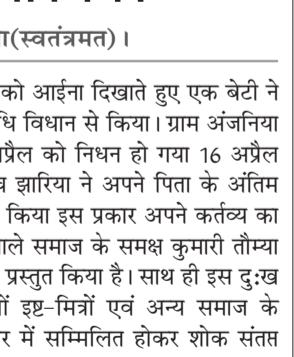 (स्वतंत्रमत)।
को आईना दिखाते हुए एक बेटी ने
विधान से किया। ग्राम अंजनिया
को निधन हो गया 16 अप्रैल
झारिया ने अपने पिता के अंतिम
किया इस प्रकार अपने कर्तव्य का
समाज के समक्ष कुमारी तौम्या
प्रस्तुत किया है। साथ ही इस दु:ख
इष्ट-मित्रों एवं अन्य समाज के
में सम्मिलित होकर शोक संतप्त